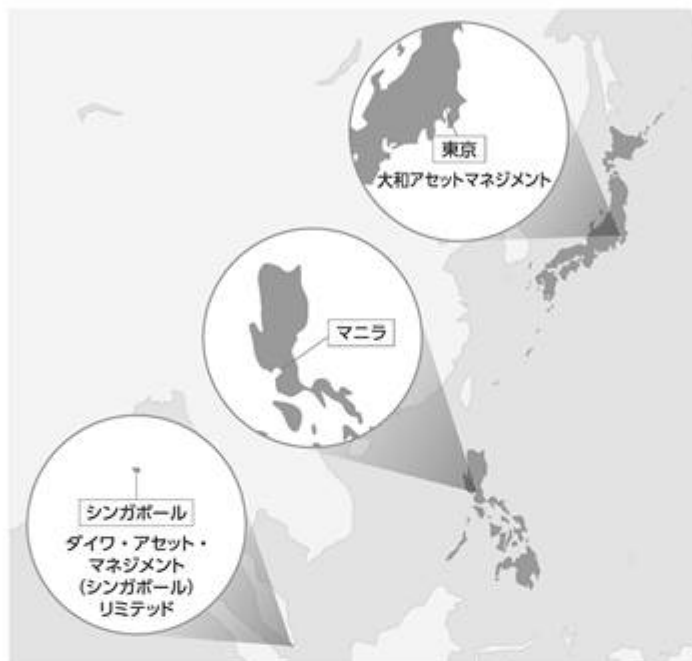 東京
大和アセットマネジメント
マニラ
シンガポール
ダイワ・アセット・
マネジメント
(シンガポール)
リミテッド